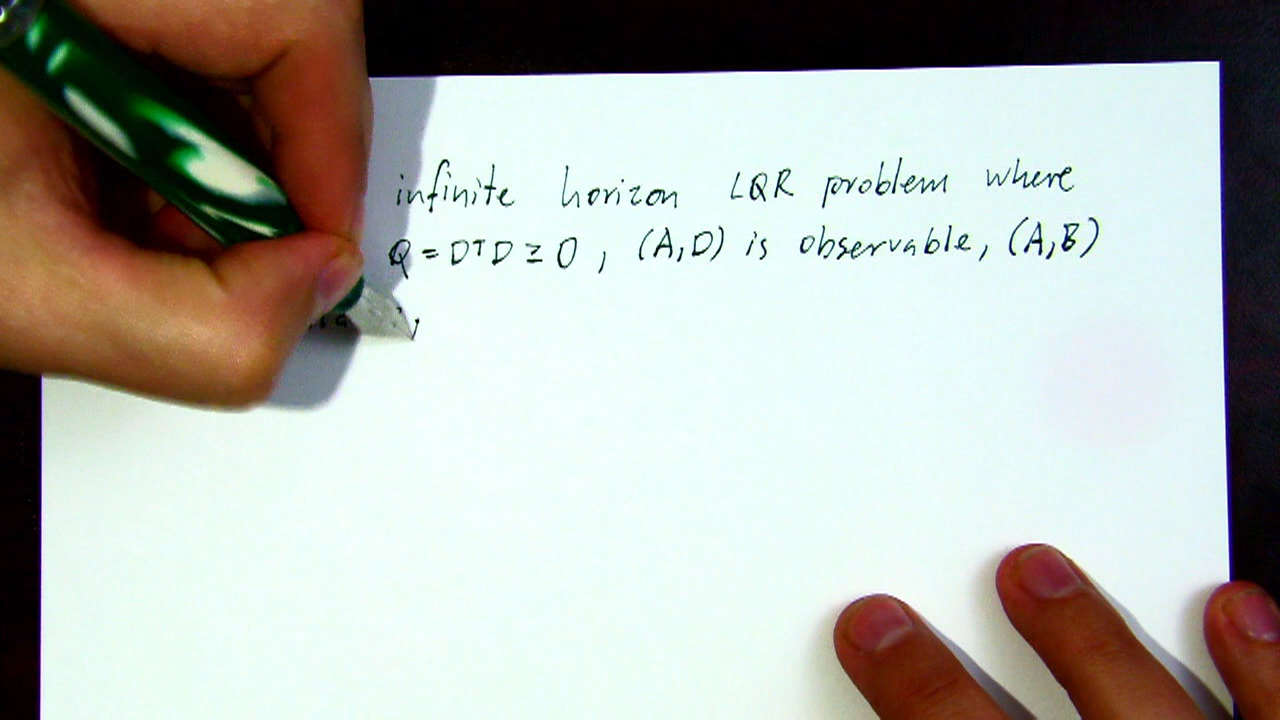 infinite horizon LQR problem where
Q = DᵀD ≥ 0, (A,D) is observable, (A,B)